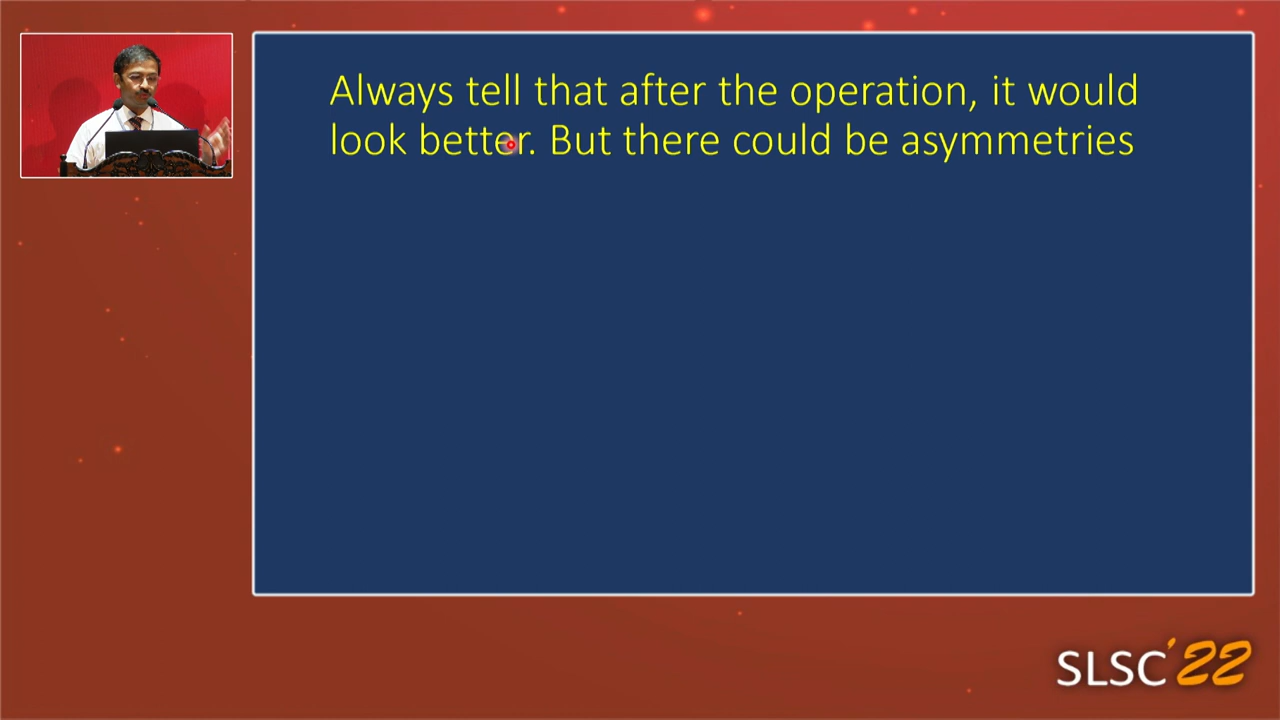 Always tell that after the operation, it would
look better. But there could be asymmetries
SLSC'22